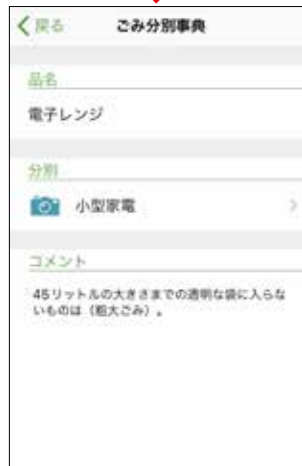 戻る ごみ分別事典
品名
電子レンジ
分別
小型家電
コメント
45リットルの大きさまでの透明な袋に入らな
いものは（粗大ごみ）。